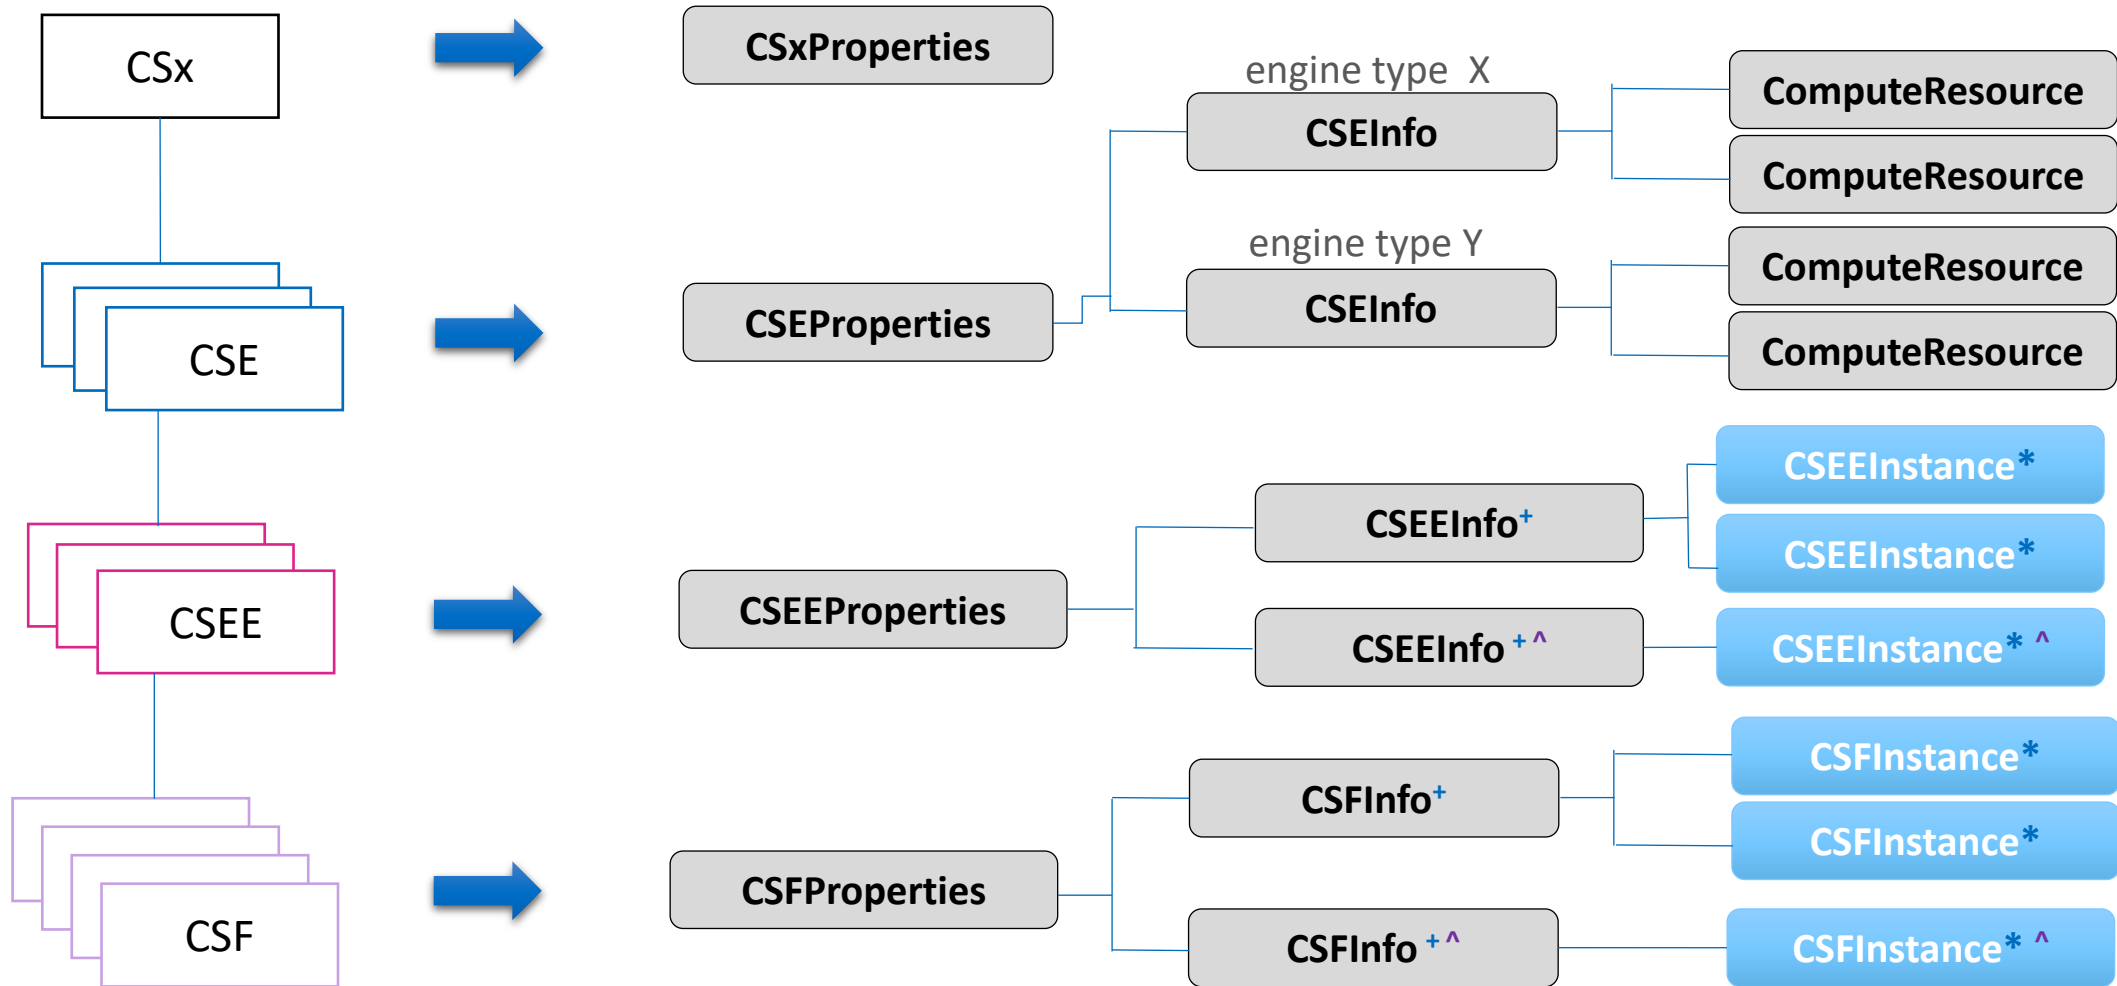 CSx
CSxProperties
engine type X
CSEInfo
ComputeResource
ComputeResource
CSE
CSEProperties
engine type Y
CSEInfo
ComputeResource
ComputeResource
CSEE
CSEEProperties
CSEEInfo+
CSEEInstance*
CSEEInstance*
CSEEInfo + ^
CSEEInstance* ^
CSF
CSFProperties
CSFInfo+
CSFInstance*
CSFInstance*
CSFInfo + ^
CSFInstance* ^